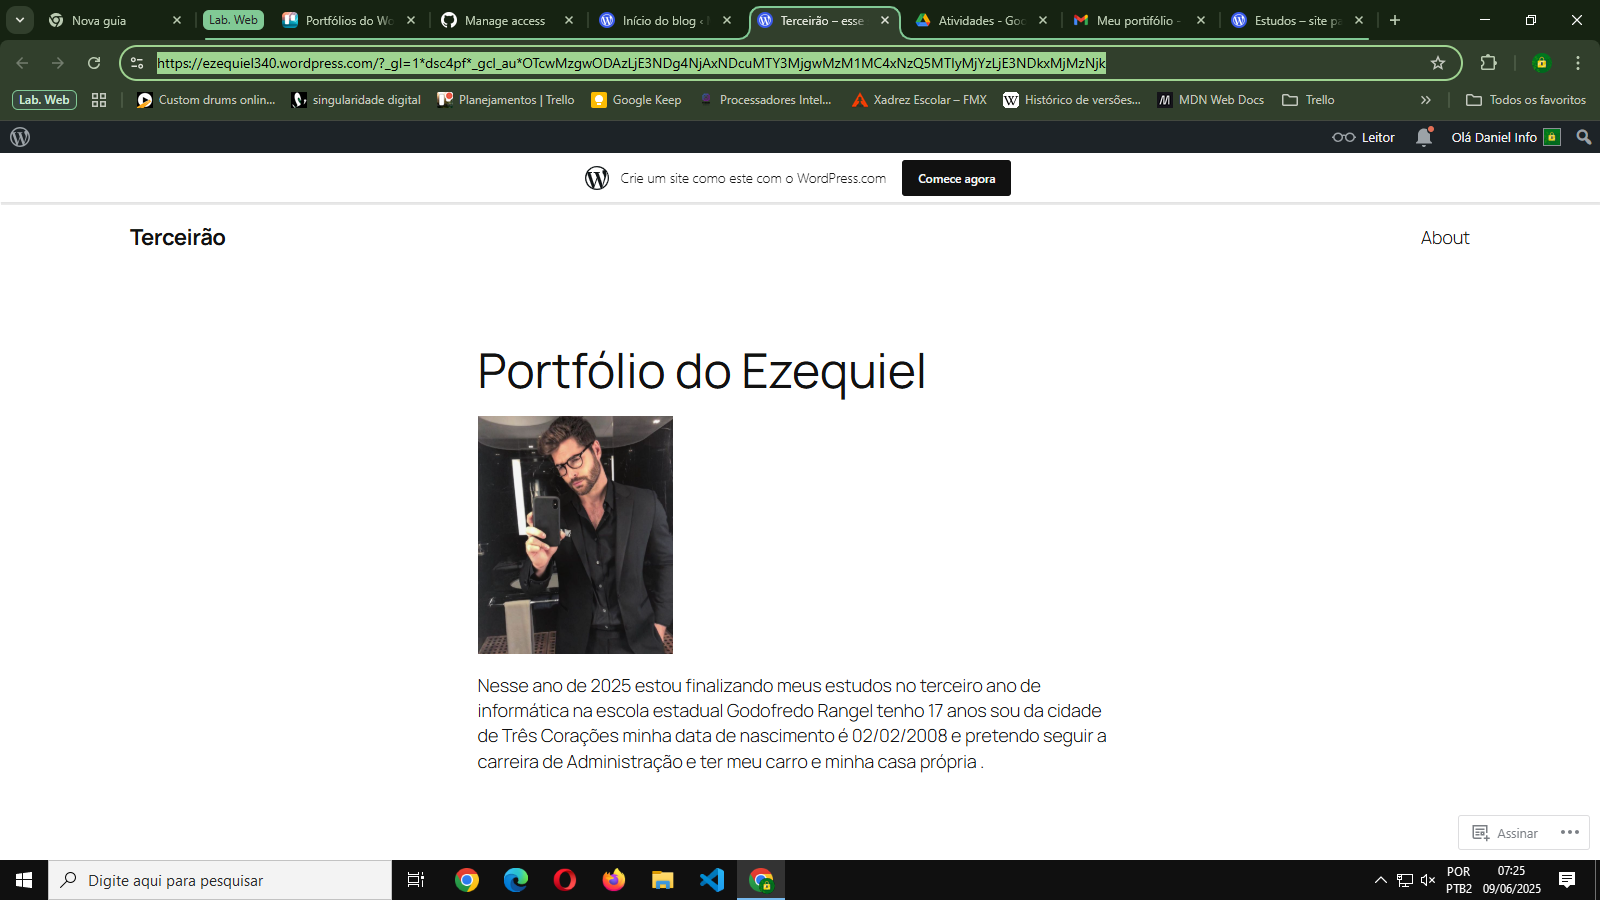 Nova guia
Lab. Web
Portfólios do Wo
Manage access
Início do blog ‹
Terceirão – esse
Atividades - Goo
Meu portifólio -
Estudos – site pa
https://ezequiel340.wordpress.com/?_gl=1*dsc4pf*_gcl_au*OTcwMzgwODAzLjE3NDg4NjAxNDcuMTY3MjgwMzM1MC4xNzQ5MTIyMjYzLjE3NDkxMjMzNjk
Lab. Web
Custom drums onlin...
singularidade digital
Planejamentos | Trello
Google Keep
Processadores Intel...
Xadrez Escolar – FMX
Histórico de versões...
MDN Web Docs
Trello
Todos os favoritos
Leitor
Olá Daniel Info
Crie um site como este com o WordPress.com
Comece agora
Terceirão
About
Portfólio do Ezequiel
Nesse ano de 2025 estou finalizando meus estudos no terceiro ano de
informática na escola estadual Godofredo Rangel tenho 17 anos sou da cidade
de Três Corações minha data de nascimento é 02/02/2008 e pretendo seguir a
carreira de Administração e ter meu carro e minha casa própria .
Assinar
Digite aqui para pesquisar
POR
PTB2
07:25
09/06/2025